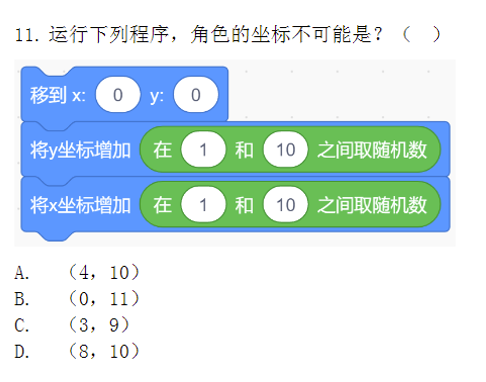 11. 运行下列程序，角色的坐标不可能是？（ ）
移到 x: 0 y: 0
将y坐标增加 在 1 和 10 之间取随机数
将x坐标增加 在 1 和 10 之间取随机数
A. （4，10）
B. （0，11）
C. （3，9）
D. （8，10）